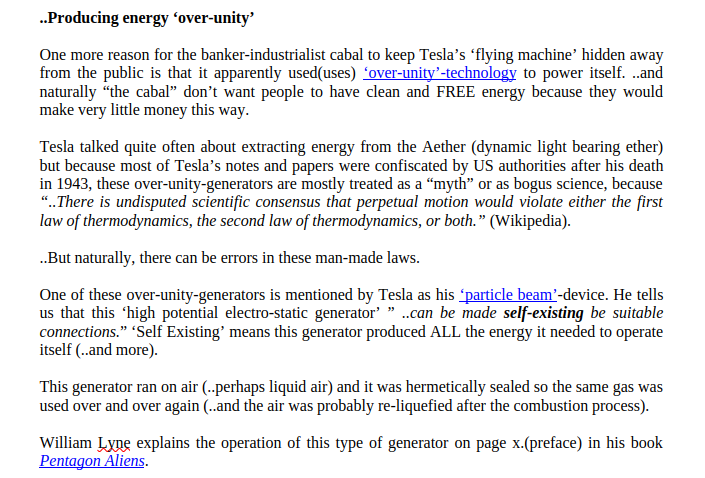 ..Producing energy ‘over-unity’
One more reason for the banker-industrialist cabal to keep Tesla’s ‘flying machine’ hidden away
from the public is that it apparently used(uses) ‘over-unity’-technology to power itself. ..and
naturally “the cabal” don’t want people to have clean and FREE energy because they would
make very little money this way.
Tesla talked quite often about extracting energy from the Aether (dynamic light bearing ether)
but because most of Tesla’s notes and papers were confiscated by US authorities after his death
in 1943, these over-unity-generators are mostly treated as a “myth” or as bogus science, because
“..There is undisputed scientific consensus that perpetual motion would violate either the first
law of thermodynamics, the second law of thermodynamics, or both.” (Wikipedia).
..But naturally, there can be errors in these man-made laws.
One of these over-unity-generators is mentioned by Tesla as his ‘particle beam’-device. He tells
us that this ‘high potential electro-static generator’ ” ..can be made self-existing be suitable
connections.” ‘Self Existing’ means this generator produced ALL the energy it needed to operate
itself (..and more).
This generator ran on air (..perhaps liquid air) and it was hermetically sealed so the same gas was
used over and over again (..and the air was probably re-liquefied after the combustion process).
William Lyne explains the operation of this type of generator on page x.(preface) in his book
Pentagon Aliens.